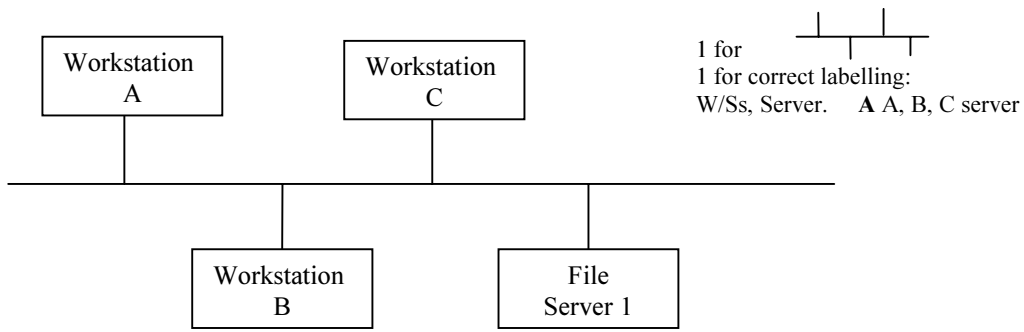 Workstation
A
Workstation
C
1 for
1 for correct labelling:
W/Ss, Server. A A, B, C server
Workstation
B
File
Server 1